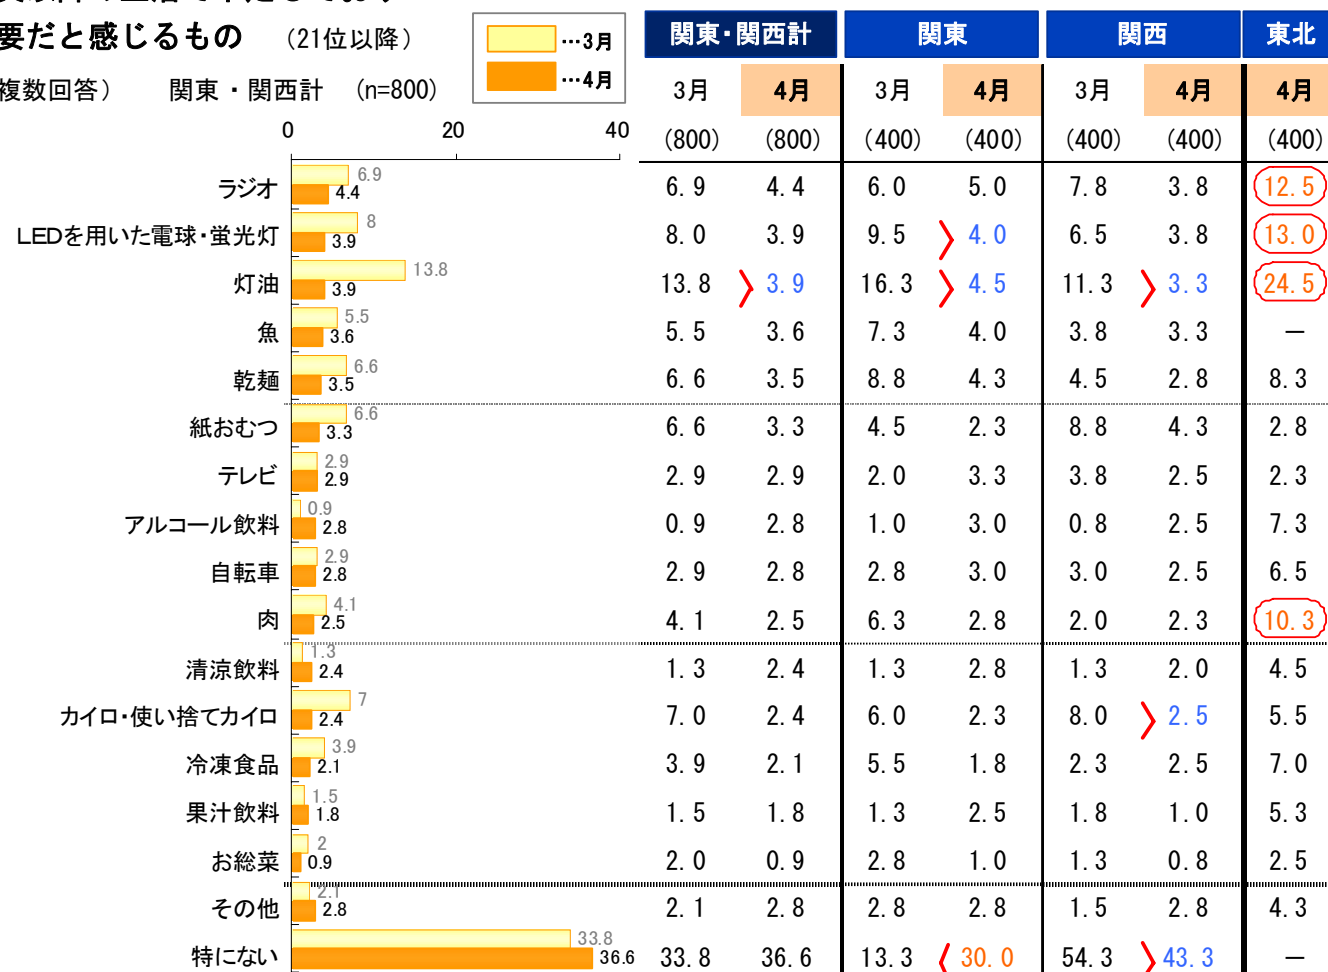 要だと感じるもの （21位以降）
複数回答） 関東・関西計 （n=800）
…3月
…4月
関東・関西計 関東 関西 東北
3月 4月 3月 4月 3月 4月 4月
(800) (800) (400) (400) (400) (400) (400)
0 20 40
ラジオ 6.9 4.4 6.9 4.4 6.0 5.0 7.8 3.8 12.5
LEDを用いた電球・蛍光灯 8 3.9 8.0 3.9 9.5 4.0 6.5 3.8 13.0
灯油 13.8 3.9 13.8 3.9 16.3 4.5 11.3 3.3 24.5
魚 5.5 3.6 5.5 3.6 7.3 4.0 3.8 3.3 －
乾麺 6.6 3.5 6.6 3.5 8.8 4.3 4.5 2.8 8.3
紙おむつ 6.6 3.3 6.6 3.3 4.5 2.3 8.8 4.3 2.8
テレビ 2.9 2.9 2.9 2.9 2.0 3.3 3.8 2.5 2.3
アルコール飲料 0.9 2.8 0.9 2.8 1.0 3.0 0.8 2.5 7.3
自転車 2.9 2.8 2.9 2.8 2.8 3.0 3.0 2.5 6.5
肉 4.1 2.5 4.1 2.5 6.3 2.8 2.0 2.3 10.3
清涼飲料 1.3 2.4 1.3 2.4 1.3 2.8 1.3 2.0 4.5
カイロ・使い捨てカイロ 7 2.4 7.0 2.4 6.0 2.3 8.0 2.5 5.5
冷凍食品 3.9 2.1 3.9 2.1 5.5 1.8 2.3 2.5 7.0
果汁飲料 1.5 1.8 1.5 1.8 1.3 2.5 1.8 1.0 5.3
お総菜 2 0.9 2.0 0.9 2.8 1.0 1.3 0.8 2.5
その他 2.1 2.8 2.1 2.8 2.8 2.8 1.5 2.8 4.3
特にない 33.8 36.6 33.8 36.6 13.3 30.0 54.3 43.3 －